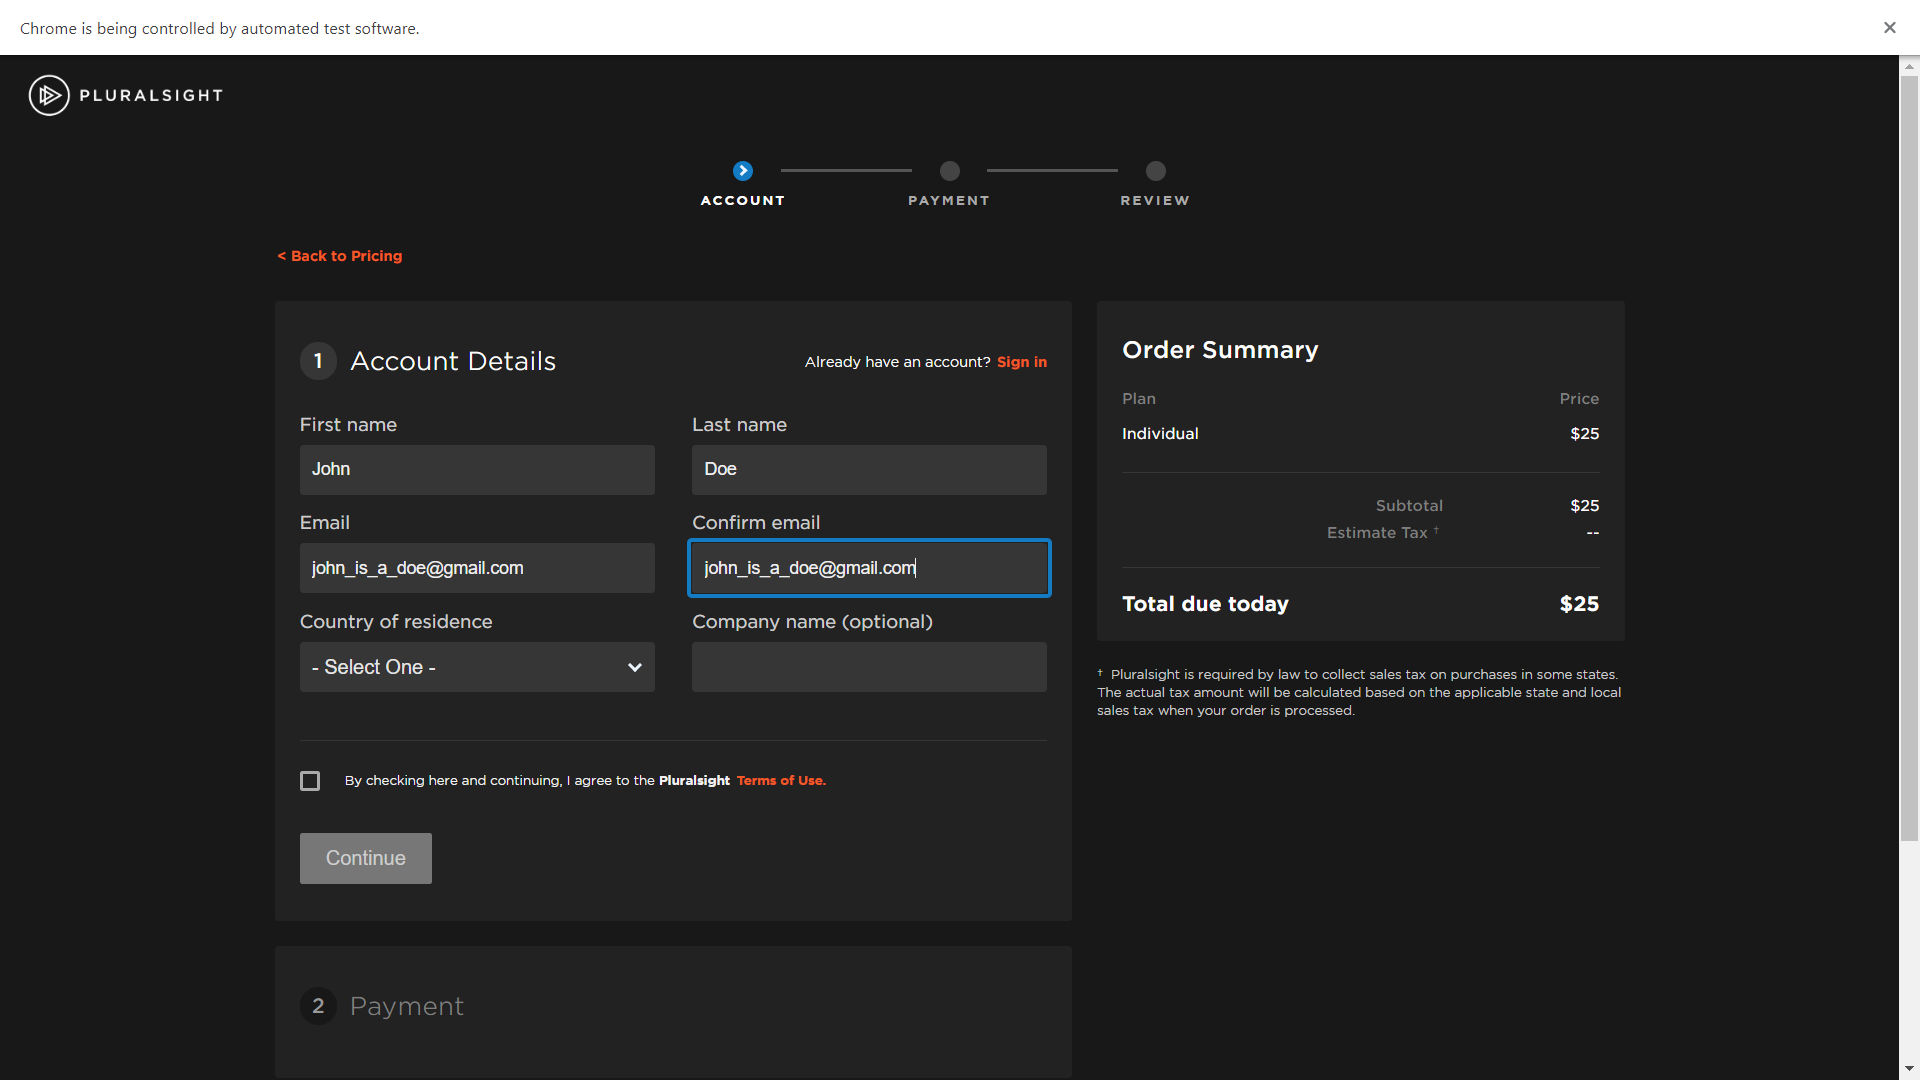 Chrome is being controlled by automated test software.
PLURALSIGHT
ACCOUNT
PAYMENT
REVIEW
< Back to Pricing
1 Account Details
Already have an account? Sign in
First name
Last name
John
Doe
Email
Confirm email
john_is_a_doe@gmail.com
john_is_a_doe@gmail.com
Country of residence
Company name (optional)
- Select One -
By checking here and continuing, I agree to the Pluralsight Terms of Use.
Continue
2 Payment
Order Summary
Plan Price
Individual $25
Subtotal $25
Estimate Tax † --
Total due today $25
† Pluralsight is required by law to collect sales tax on purchases in some states.
The actual tax amount will be calculated based on the applicable state and local
sales tax when your order is processed.